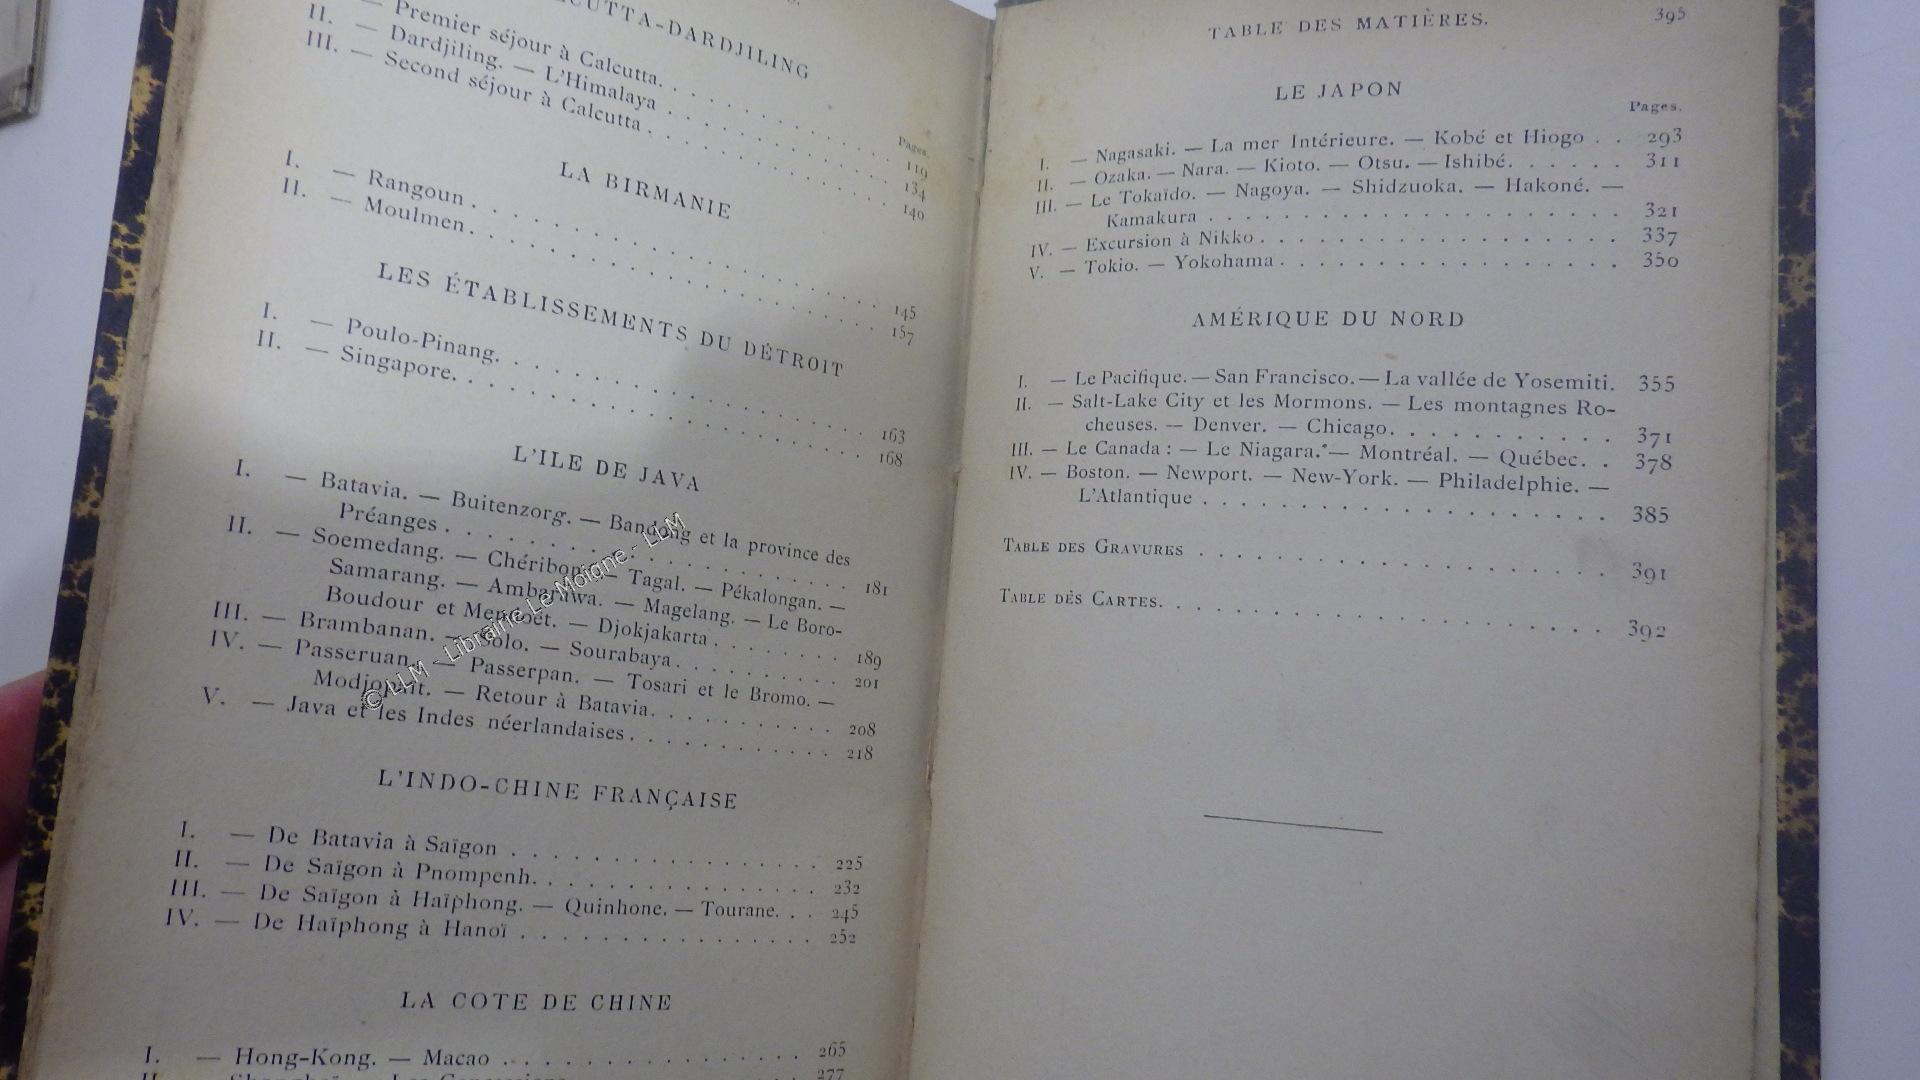 CUTTA-DARDJILING
Pages.
— Premier séjour à Calcutta. . . . . . . . . . 119
II. — Dardjiling. — L'Himalaya . . . . . . . . . . 134
III. — Second séjour à Calcutta . . . . . . . . . . 140
LA BIRMANIE
I. — Rangoun . . . . . . . . . . 145
II. — Moulmen. . . . . . . . . . 157
LES ÉTABLISSEMENTS DU DÉTROIT
I. — Poulo-Pinang. . . . . . . . . . 163
II. — Singapore. . . . . . . . . . 168
L'ILE DE JAVA
I. — Batavia. — Buitenzorg. — Bandong et la province des
Préanges . . . . . . . . . . 181
II. — Soemedang. — Chéribon. — Tagal. — Pékalongan. —
Samarang. — Ambarawa. — Magelang. — Le Boro-
Boudour et Mendoet. — Djokjakarta . . . . . . . 189
III. — Brambanan. — Solo. — Sourabaya . . . . . . . 201
IV. — Passeruan. — Passerpan. — Tosari et le Bromo. —
Modjopaït. — Retour à Batavia. . . . . . . . 208
V. — Java et les Indes néerlandaises . . . . . . . . 218
L'INDO-CHINE FRANÇAISE
I. — De Batavia à Saïgon . . . . . . . . . . 225
II. — De Saïgon à Pnompenh. . . . . . . . . . 232
III. — De Saïgon à Haïphong. — Quinhone. — Tourane. . . 245
IV. — De Haïphong à Hanoï . . . . . . . . . . 252
LA COTE DE CHINE
I. — Hong-Kong. — Macao . . . . . . . . . . 265
277
© LLM - Librairie Le Moigne - LLM
TABLE DES MATIÈRES. 395
LE JAPON
Pages.
I. — Nagasaki. — La mer Intérieure. — Kobé et Hiogo . . 293
II. — Ozaka. — Nara. — Kioto. — Otsu. — Ishibé. . . . . . 311
III. — Le Tokaïdo. — Nagoya. — Shidzuoka. — Hakoné. —
Kamakura . . . . . . . . . . 321
IV. — Excursion à Nikko . . . . . . . . . . 337
V. — Tokio. — Yokohama . . . . . . . . . . 350
AMÉRIQUE DU NORD
I. — Le Pacifique. — San Francisco. — La vallée de Yosemiti. 355
II. — Salt-Lake City et les Mormons. — Les montagnes Ro-
cheuses. — Denver. — Chicago. . . . . . . . . . 371
III. — Le Canada : — Le Niagara. — Montréal. — Québec. . 378
IV. — Boston. — Newport. — New-York. — Philadelphie. —
L'Atlantique . . . . . . . . . . 385
TABLE DES GRAVURES . . . . . . . . . . 391
TABLE DES CARTES. . . . . . . . . . 392